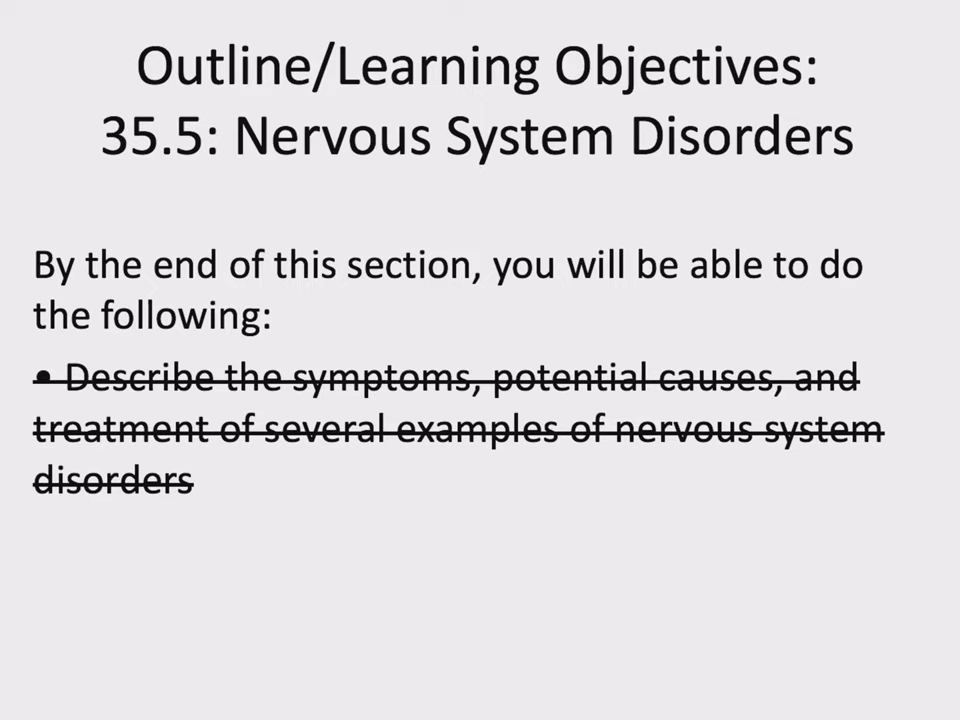 Outline/Learning Objectives:
35.5: Nervous System Disorders
By the end of this section, you will be able to do
the following:
• Describe the symptoms, potential causes, and
treatment of several examples of nervous system
disorders